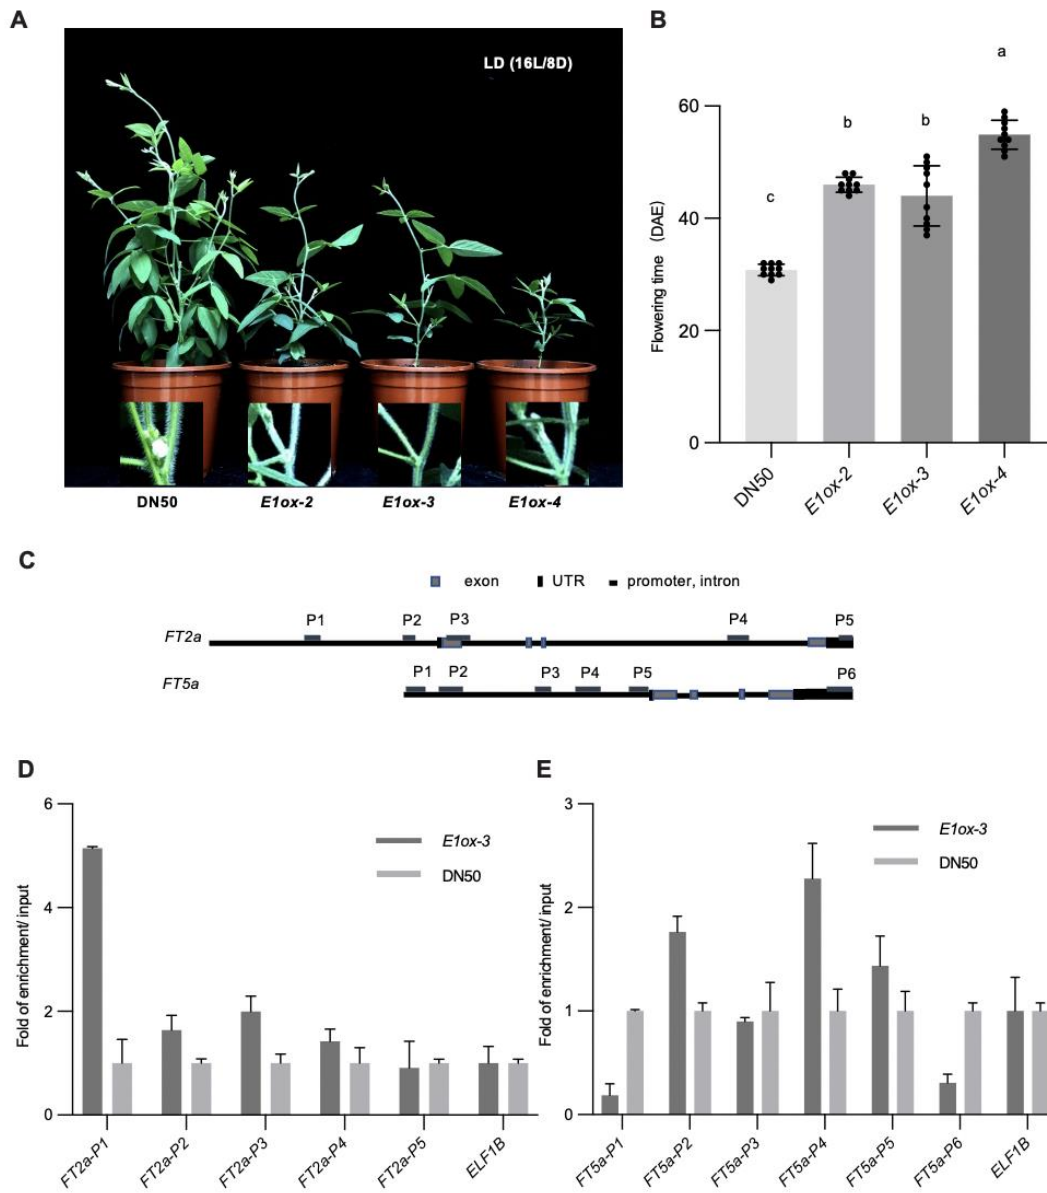 A
LD (16L/8D)
DN50 E1ox-2 E1ox-3 E1ox-4
B
Flowering time (DAE)
60
40
20
0
c
b
b
a
DN50
E1ox-2
E1ox-3
E1ox-4
C
exon UTR promoter, intron
FT2a
P1 P2 P3 P4 P5
FT5a
P1 P2 P3 P4 P5 P6
D
Fold of enrichment/ input
6
4
2
0
E1ox-3
DN50
FT2a-P1
FT2a-P2
FT2a-P3
FT2a-P4
FT2a-P5
ELF1B
E
Fold of enrichment/ input
3
2
1
0
E1ox-3
DN50
FT5a-P1
FT5a-P2
FT5a-P3
FT5a-P4
FT5a-P5
FT5a-P6
ELF1B